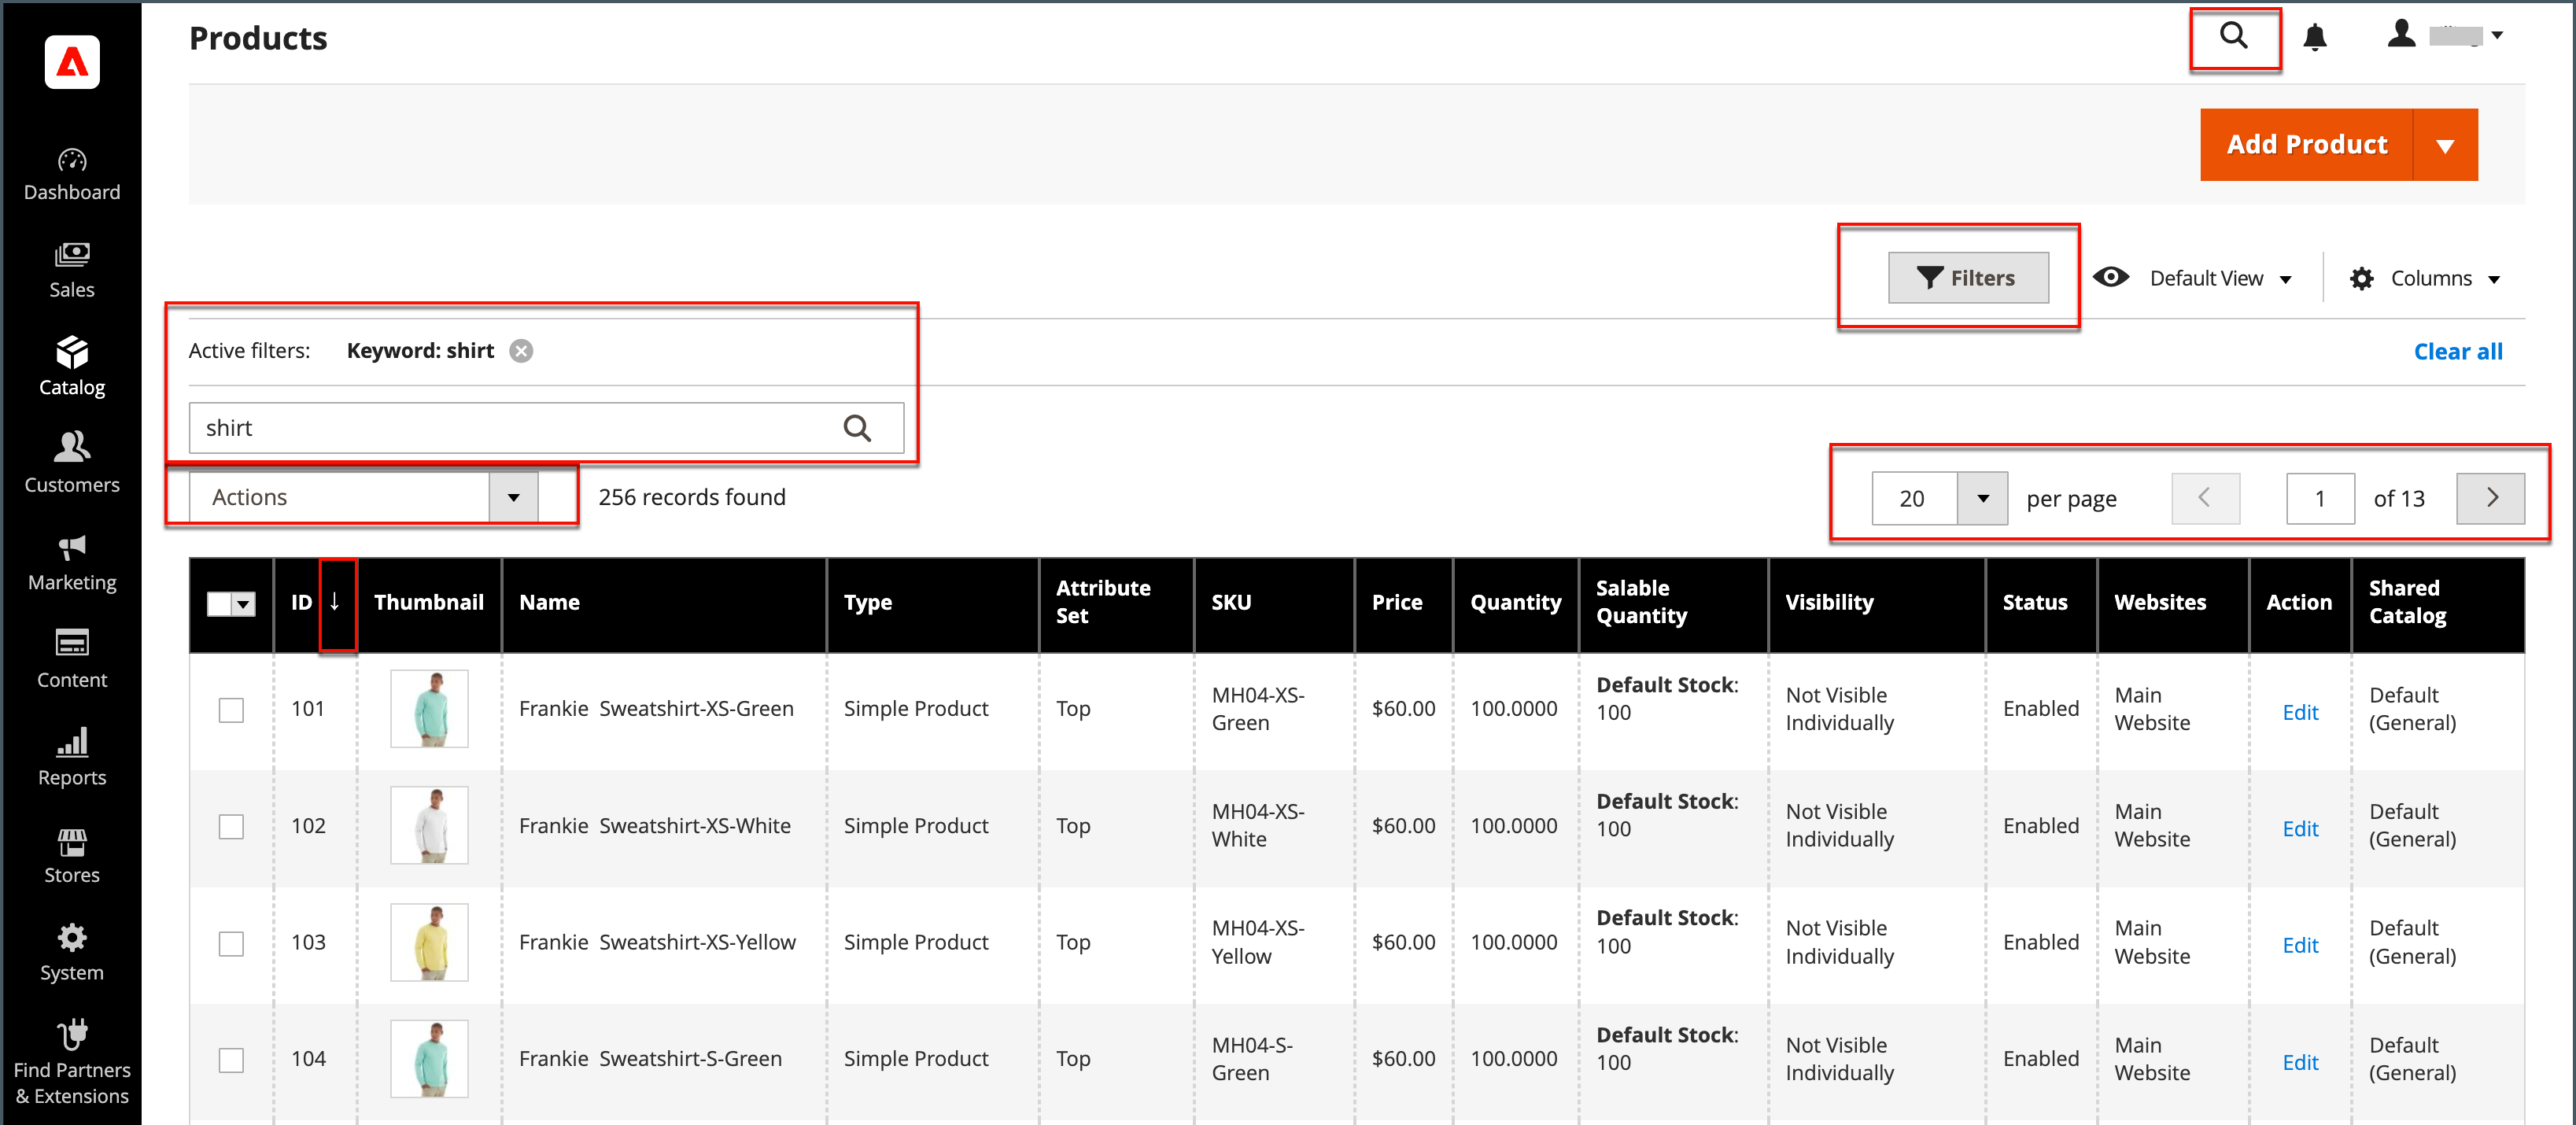 Products
Add Product
Filters
Default View
Columns
Active filters:
Keyword: shirt
Clear all
shirt
Actions
256 records found
20
per page
1
of 13
ID ↓
Thumbnail
Name
Type
Attribute
Set
SKU
Price
Quantity
Salable
Quantity
Visibility
Status
Websites
Action
Shared
Catalog
101
Frankie Sweatshirt-XS-Green
Simple Product
Top
MH04-XS-
Green
$60.00
100.0000
Default Stock:
100
Not Visible
Individually
Enabled
Main
Website
Edit
Default
(General)
102
Frankie Sweatshirt-XS-White
Simple Product
Top
MH04-XS-
White
$60.00
100.0000
Default Stock:
100
Not Visible
Individually
Enabled
Main
Website
Edit
Default
(General)
103
Frankie Sweatshirt-XS-Yellow
Simple Product
Top
MH04-XS-
Yellow
$60.00
100.0000
Default Stock:
100
Not Visible
Individually
Enabled
Main
Website
Edit
Default
(General)
104
Frankie Sweatshirt-S-Green
Simple Product
Top
MH04-S-
Green
$60.00
100.0000
Default Stock:
100
Not Visible
Individually
Enabled
Main
Website
Edit
Default
(General)
Dashboard
Sales
Catalog
Customers
Marketing
Content
Reports
Stores
System
Find Partners
& Extensions